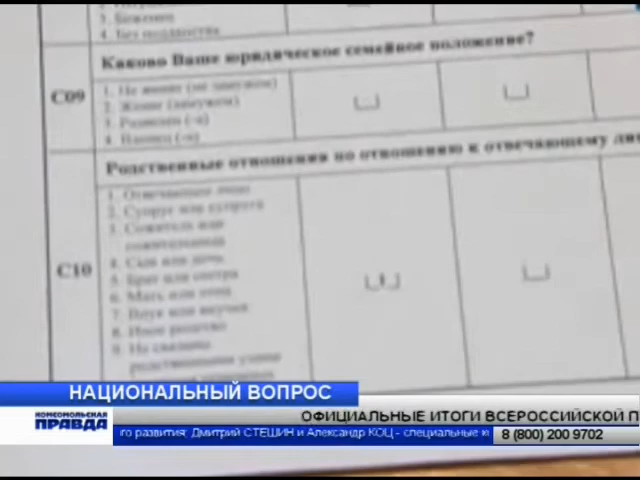 3. Беженец
4. Без подданства
С09
Каково Ваше юридическое семейное положение?
1. Не женат (не замужем)
2. Женат (замужем)
3. Разведен (-а)
4. Вдовец (-а)
С10
Родственные отношения по отношению к отвечающему
1. Отвечающее лицо
2. Супруг или супруга
3. Сожитель или
сожительница
4. Сын или дочь
5. Брат или сестра
6. Мать или отец
7. Внук или внучка
8. Иное родство
9. Не связаны
родственными узами
НАЦИОНАЛЬНЫЙ ВОПРОС
КОМСОМОЛЬСКАЯ
ПРАВДА
ОФИЦИАЛЬНЫЕ ИТОГИ ВСЕРОССИЙСКОЙ П
го развития; Дмитрий СТЕШИН и Александр КОЦ - специальные к
8 (800) 200 9702